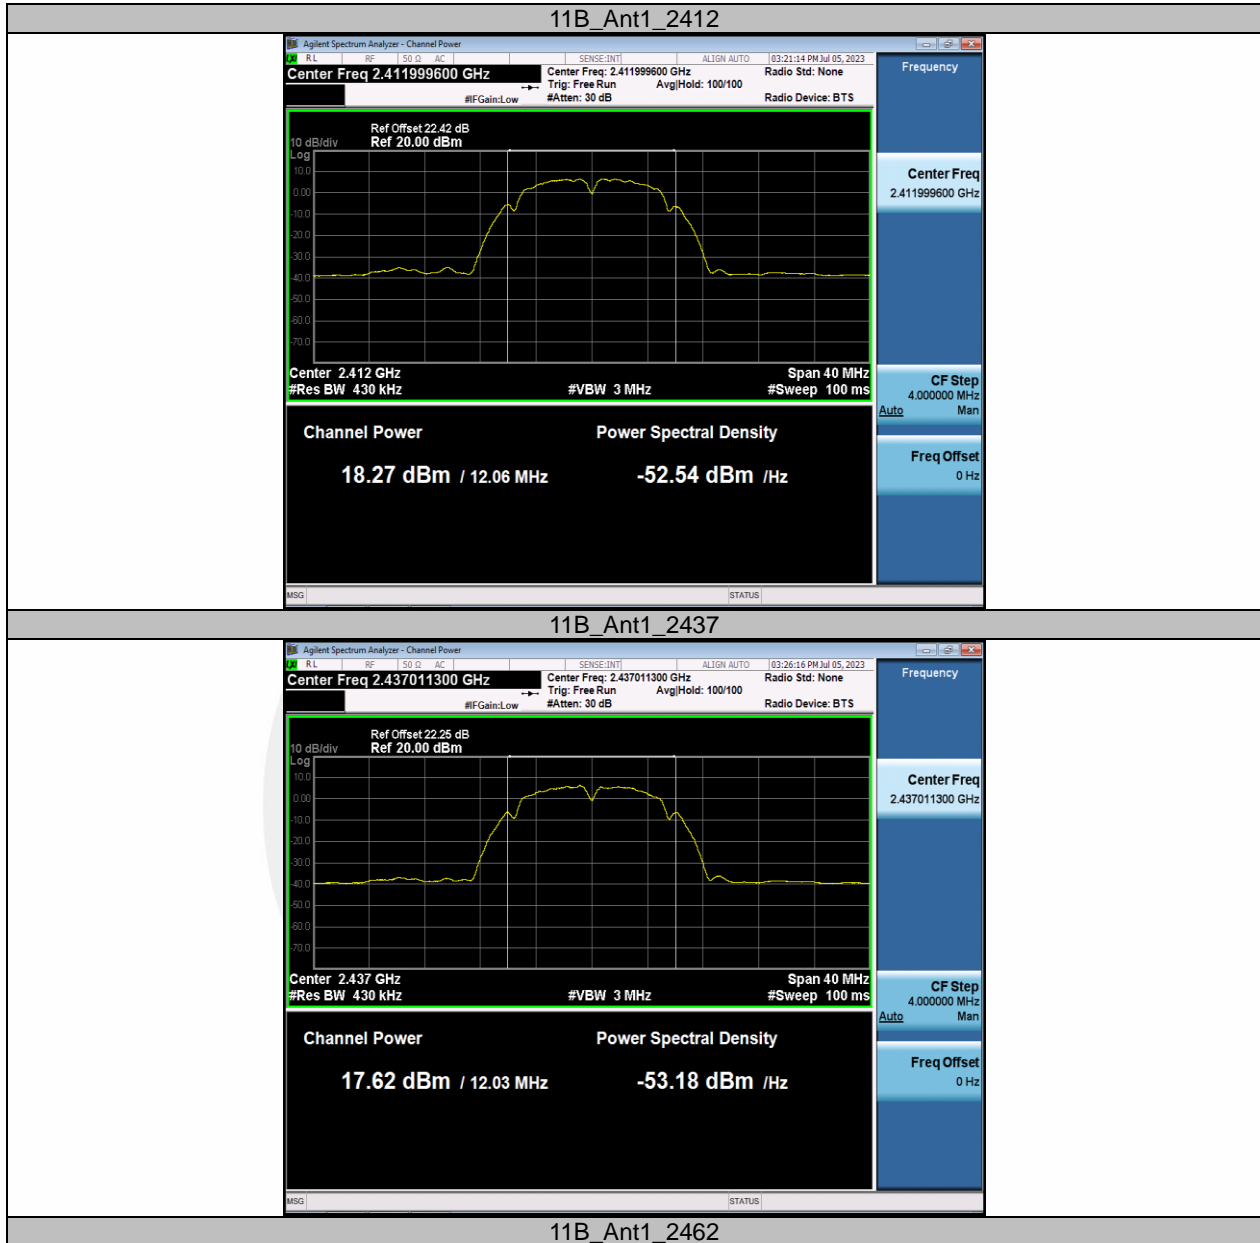 11B_Ant1_2412
Agilent Spectrum Analyzer - Channel Power
RL RF 50 Ω AC SENSE:INT ALIGN AUTO 03:21:14 PM Jul 05, 2023
Center Freq 2.411999600 GHz
Center Freq: 2.411999600 GHz Radio Std: None
Trig: Free Run Avg|Hold: 100/100
#IFGain:Low #Atten: 30 dB Radio Device: BTS
Frequency
Ref Offset 22.42 dB
10 dB/div Ref 20.00 dBm
Log
10.0
0.00
-10.0
-20.0
-30.0
-40.0
-50.0
-60.0
-70.0
Center 2.412 GHz Span 40 MHz
#Res BW 430 kHz #VBW 3 MHz #Sweep 100 ms
Center Freq
2.411999600 GHz
CF Step
4.000000 MHz
Auto Man
Freq Offset
0 Hz
Channel Power Power Spectral Density
18.27 dBm / 12.06 MHz -52.54 dBm /Hz
MSG STATUS
11B_Ant1_2437
Agilent Spectrum Analyzer - Channel Power
RL RF 50 Ω AC SENSE:INT ALIGN AUTO 03:26:16 PM Jul 05, 2023
Center Freq 2.437011300 GHz
Center Freq: 2.437011300 GHz Radio Std: None
Trig: Free Run Avg|Hold: 100/100
#IFGain:Low #Atten: 30 dB Radio Device: BTS
Frequency
Ref Offset 22.25 dB
10 dB/div Ref 20.00 dBm
Log
10.0
0.00
-10.0
-20.0
-30.0
-40.0
-50.0
-60.0
-70.0
Center 2.437 GHz Span 40 MHz
#Res BW 430 kHz #VBW 3 MHz #Sweep 100 ms
Center Freq
2.437011300 GHz
CF Step
4.000000 MHz
Auto Man
Freq Offset
0 Hz
Channel Power Power Spectral Density
17.62 dBm / 12.03 MHz -53.18 dBm /Hz
MSG STATUS
11B_Ant1_2462